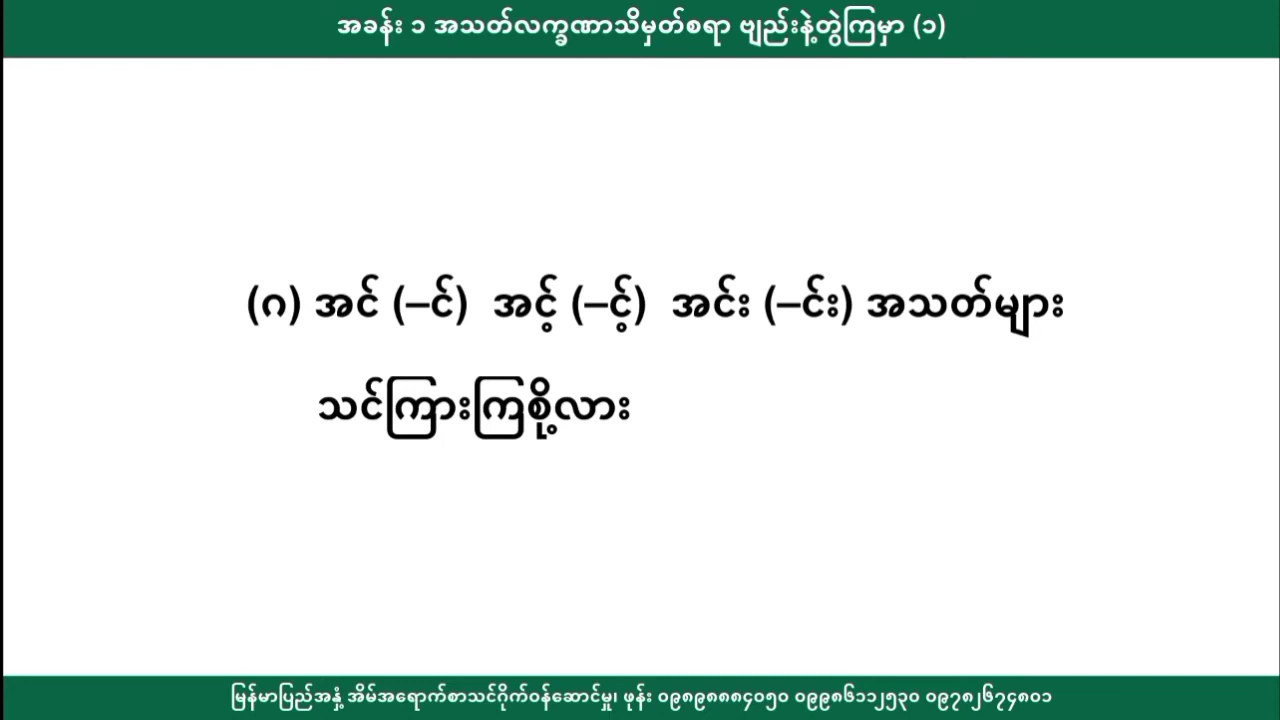 အခန်း ၁ အသတ်လက္ခဏာသိမှတ်စရာ ဗျည်းနဲ့တွဲကြမှာ (၁)
(ဂ) အင် (–င်) အင့် (–င့်) အင်း (–င်း) အသတ်များ
သင်ကြားကြစို့လား
မြန်မာပြည်အနှံ့ အိမ်အရောက်စာသင်ဂိုက်ဝန်ဆောင်မှု၊ ဖုန်း ၀၉၈၉၈၈၈၄၀၅၀ ၀၉၉၈၆၁၁၂၅၃၀ ၀၉၇၈၂၆၇၄၈၀၁